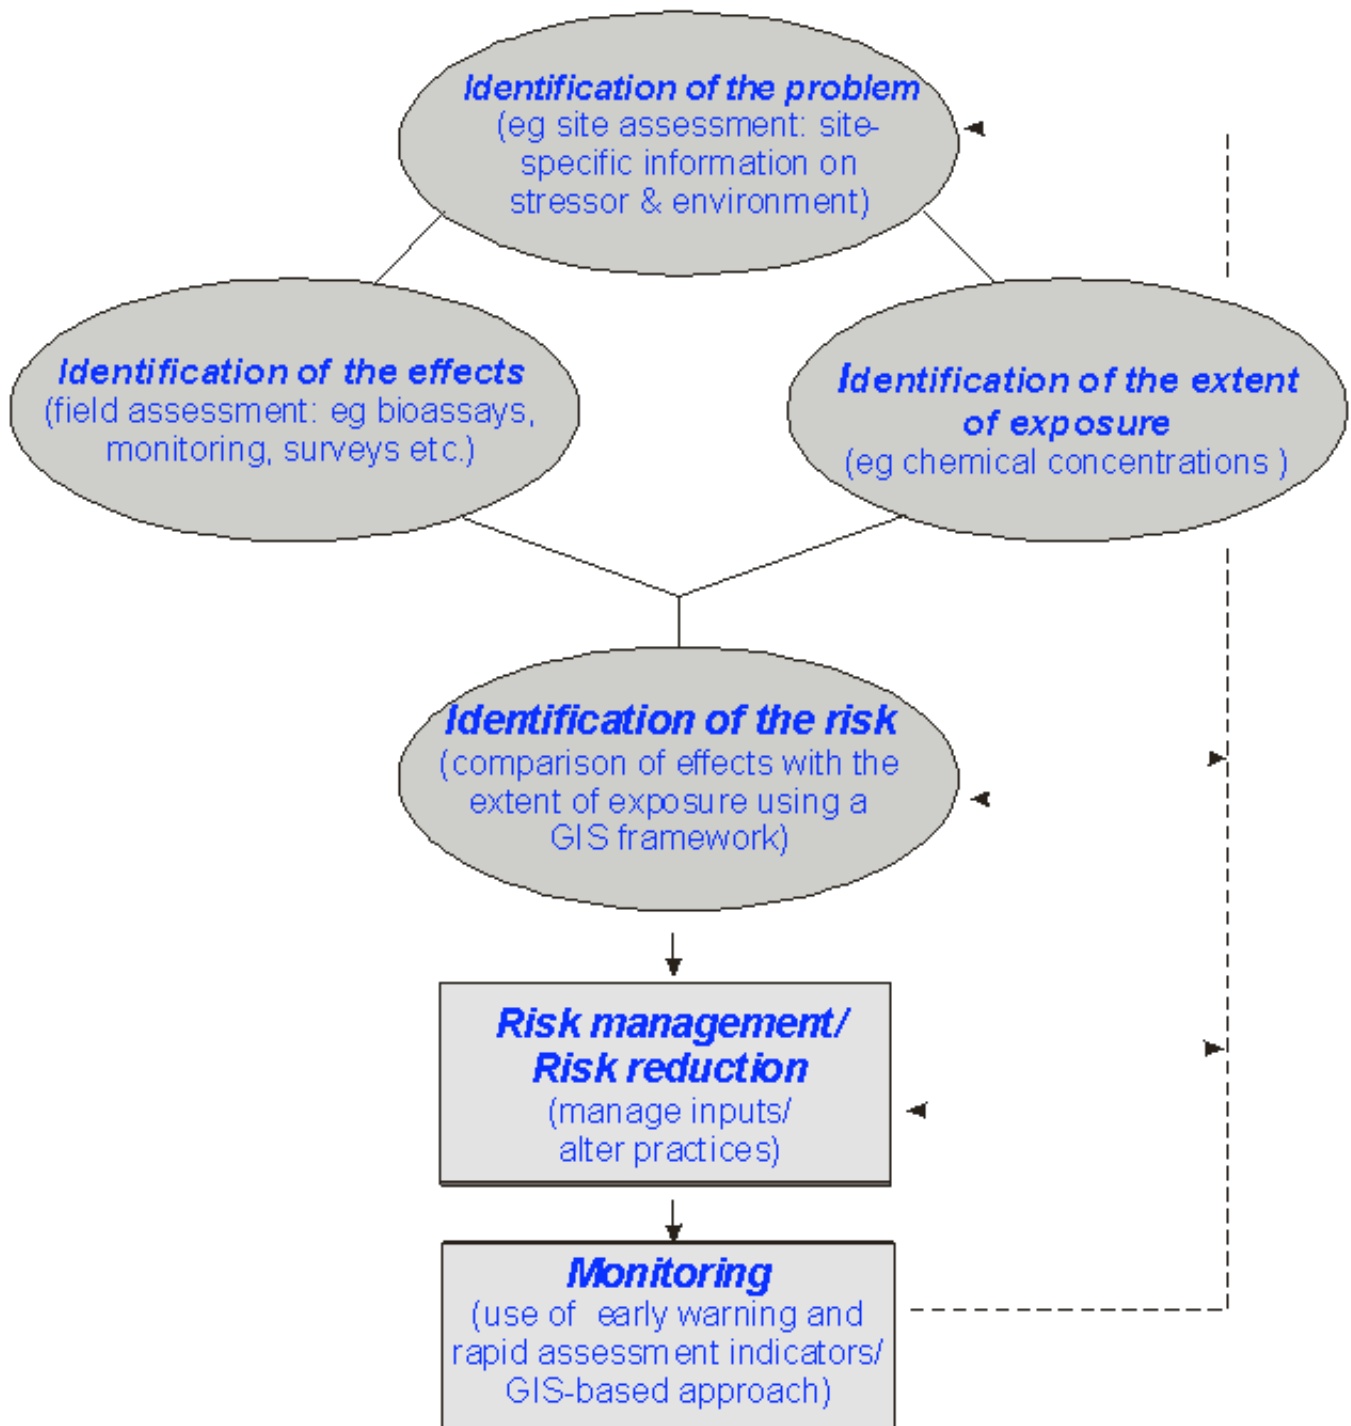 Identification of the problem
(eg site assessment: site-
specific information on
stressor & environment)
Identification of the effects
(field assessment: eg bioassays,
monitoring, surveys etc.)
Identification of the extent
of exposure
(eg chemical concentrations )
Identification of the risk
(comparison of effects with the
extent of exposure using a
GIS framework)
Risk management/
Risk reduction
(manage inputs/
alter practices)
Monitoring
(use of early warning and
rapid assessment indicators/
GIS-based approach)